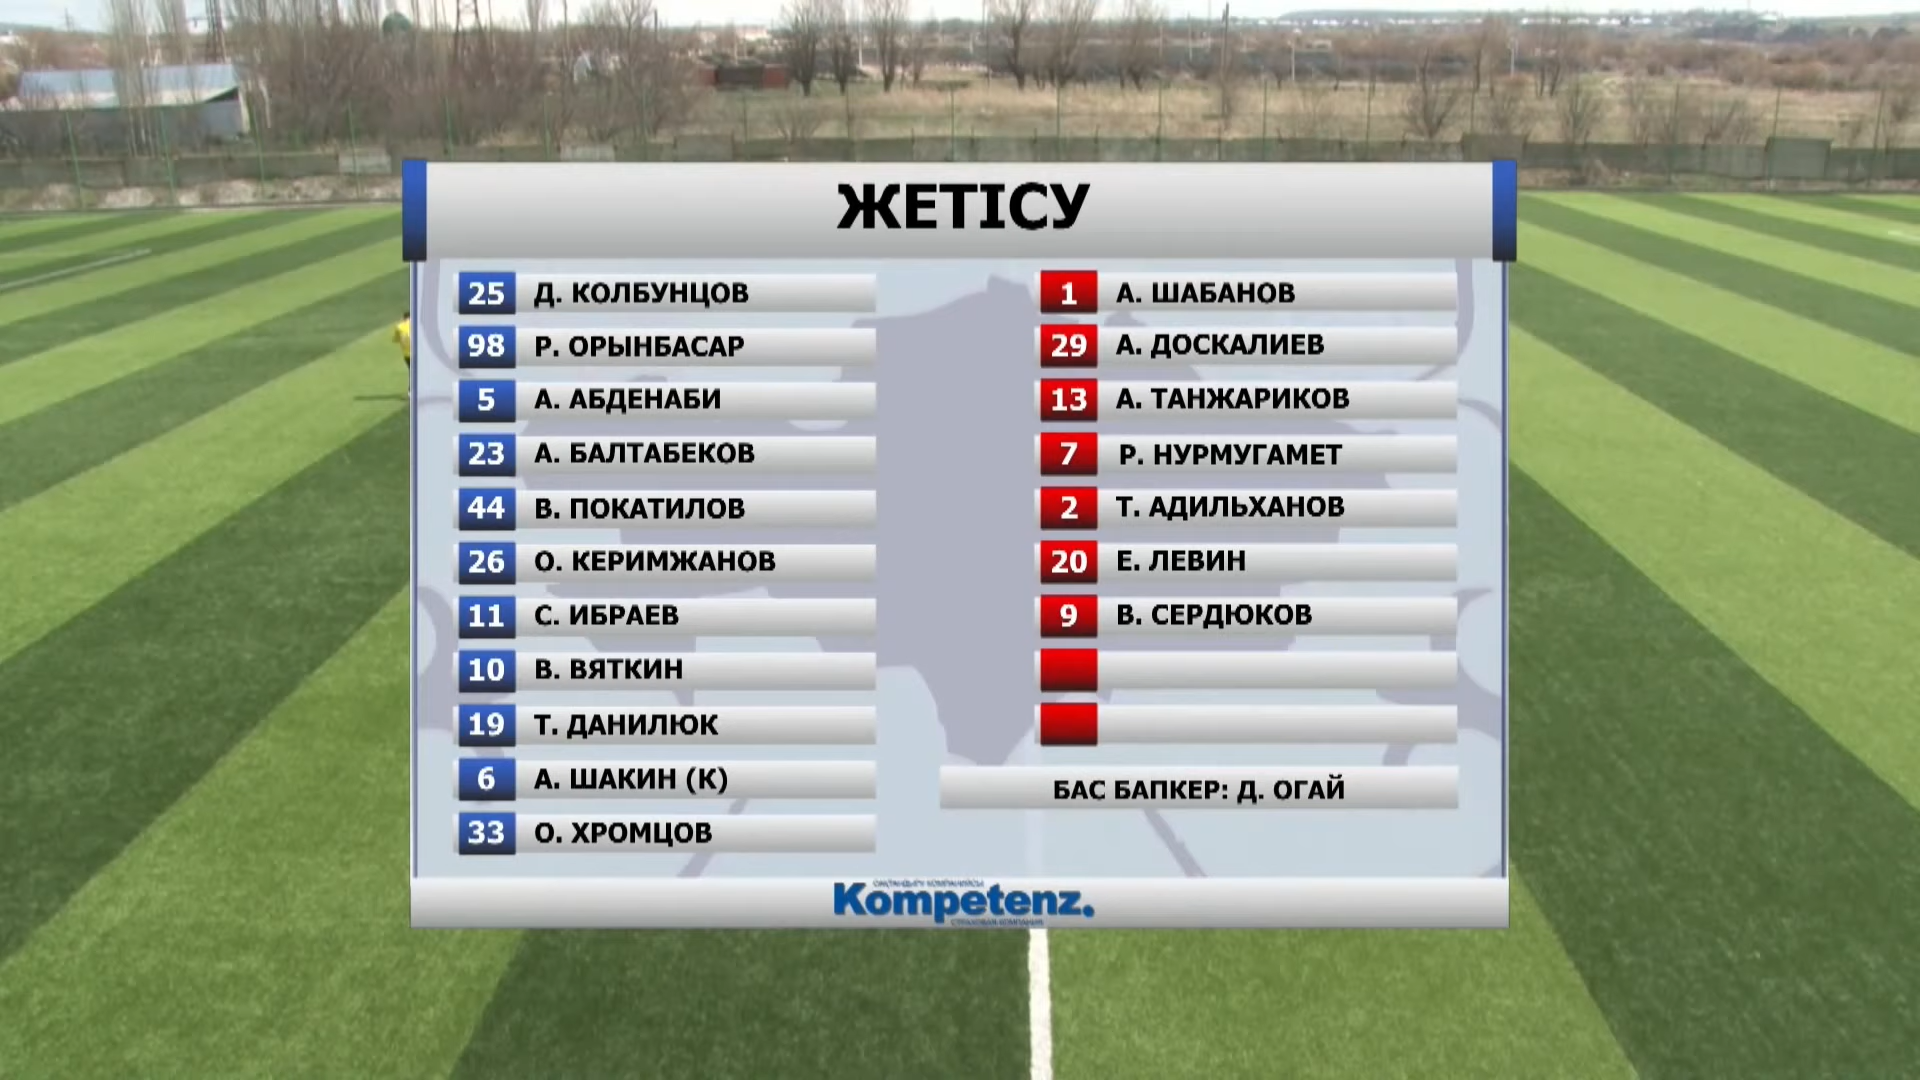 ЖЕТІСУ
25 Д. КОЛБУНЦОВ
98 Р. ОРЫНБАСАР
5 А. АБДЕНАБИ
23 А. БАЛТАБЕКОВ
44 В. ПОКАТИЛОВ
26 О. КЕРИМЖАНОВ
11 С. ИБРАЕВ
10 В. ВЯТКИН
19 Т. ДАНИЛЮК
6 А. ШАКИН (К)
33 О. ХРОМЦОВ
1 А. ШАБАНОВ
29 А. ДОСКАЛИЕВ
13 А. ТАНЖАРИКОВ
7 Р. НУРМУГАМЕТ
2 Т. АДИЛЬХАНОВ
20 Е. ЛЕВИН
9 В. СЕРДЮКОВ
БАС БАПКЕР: Д. ОГАЙ
Kompetenz.